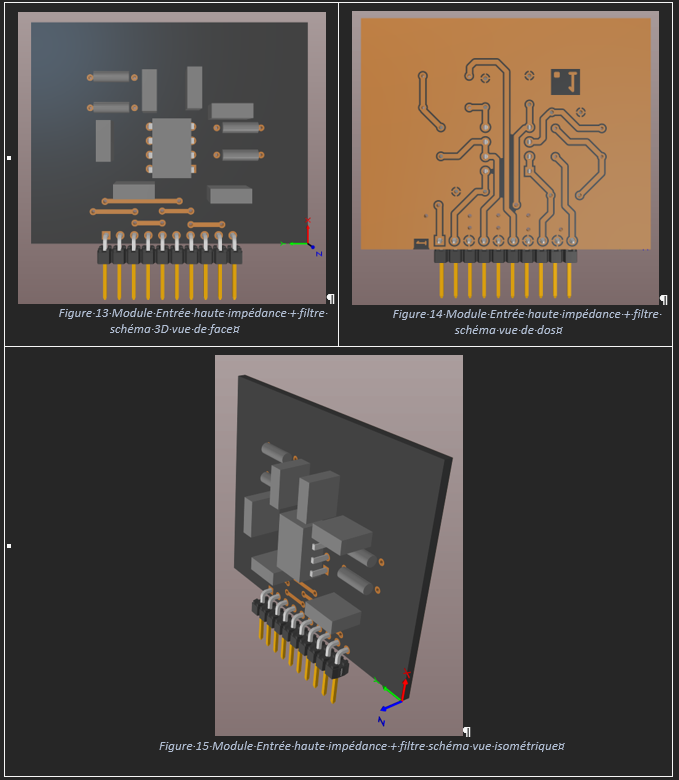 Figure·13·Module·Entrée·haute·impédance·+·filtre·
schéma·3D·vue·de·face¤
Figure·14·Module·Entrée·haute·impédance·+·filtre·
schéma·vue·de·dos¤
Figure·15·Module·Entrée·haute·impédance·+·filtre·schéma·vue·isométrique¤